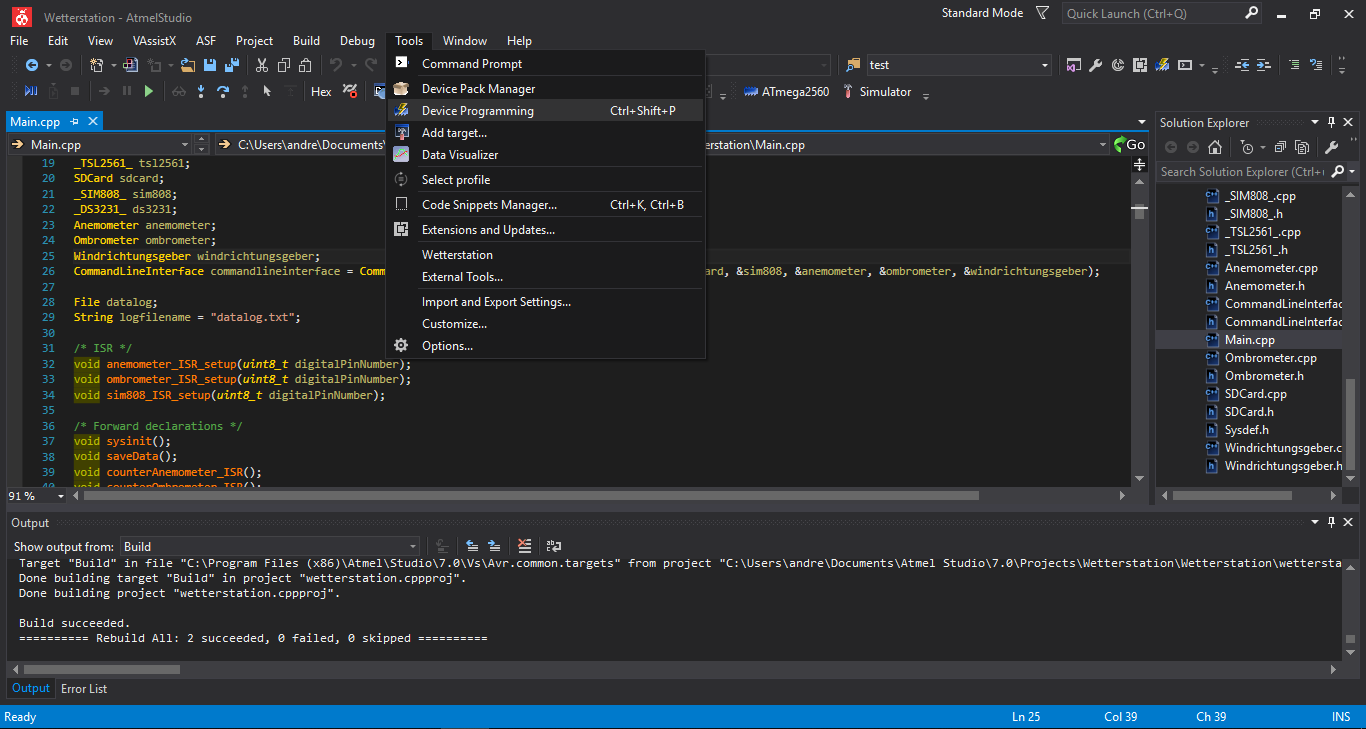 Wetterstation - AtmelStudio
Standard Mode
Quick Launch (Ctrl+Q)
File Edit View VAssistX ASF Project Build Debug Tools Window Help
test
Hex
ATmega2560 Simulator
Command Prompt
Device Pack Manager
Device Programming Ctrl+Shift+P
Add target...
Data Visualizer
Select profile
Code Snippets Manager... Ctrl+K, Ctrl+B
Extensions and Updates...
Wetterstation
External Tools...
Import and Export Settings...
Customize...
Options...
Main.cpp
Main.cpp C:\Users\andre\Documents\ terstation\Main.cpp Go
19 _TSL2561_ tsl2561;
20 SDCard sdcard;
21 _SIM808_ sim808;
22 _DS3231_ ds3231;
23 Anemometer anemometer;
24 Ombrometer ombrometer;
25 Windrichtungsgeber windrichtungsgeber;
26 CommandLineInterface commandlineinterface = Comm ard, &sim808, &anemometer, &ombrometer, &windrichtungsgeber);
27
28 File datalog;
29 String logfilename = "datalog.txt";
30
31 /* ISR */
32 void anemometer_ISR_setup(uint8_t digitalPinNumber);
33 void ombrometer_ISR_setup(uint8_t digitalPinNumber);
34 void sim808_ISR_setup(uint8_t digitalPinNumber);
35
36 /* Forward declarations */
37 void sysinit();
38 void saveData();
39 void counterAnemometer_ISR();
40 void counterOmbrometer_ISR();
91 %
Solution Explorer
Search Solution Explorer (Ctrl+
_SIM808_.cpp
_SIM808_.h
_TSL2561_.cpp
_TSL2561_.h
Anemometer.cpp
Anemometer.h
CommandLineInterfac
CommandLineInterfac
Main.cpp
Ombrometer.cpp
Ombrometer.h
SDCard.cpp
SDCard.h
Sysdef.h
Windrichtungsgeber.c
Windrichtungsgeber.h
Output
Show output from: Build
Target "Build" in file "C:\Program Files (x86)\Atmel\Studio\7.0\Vs\Avr.common.targets" from project "C:\Users\andre\Documents\Atmel Studio\7.0\Projects\Wetterstation\Wetterstation\wettersta
Done building target "Build" in project "wetterstation.cppproj".
Done building project "wetterstation.cppproj".
Build succeeded.
========== Rebuild All: 2 succeeded, 0 failed, 0 skipped ==========
Output Error List
Ready Ln 25 Col 39 Ch 39 INS